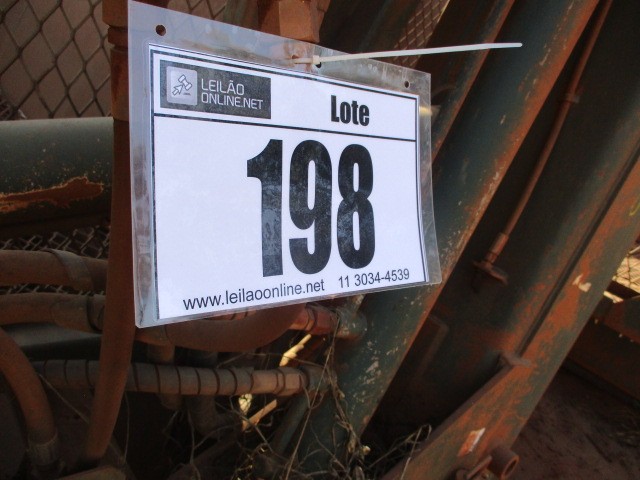 LEILÃO
ONLINE.NET
Lote
198
www.leilaoonline.net 11 3034-4539